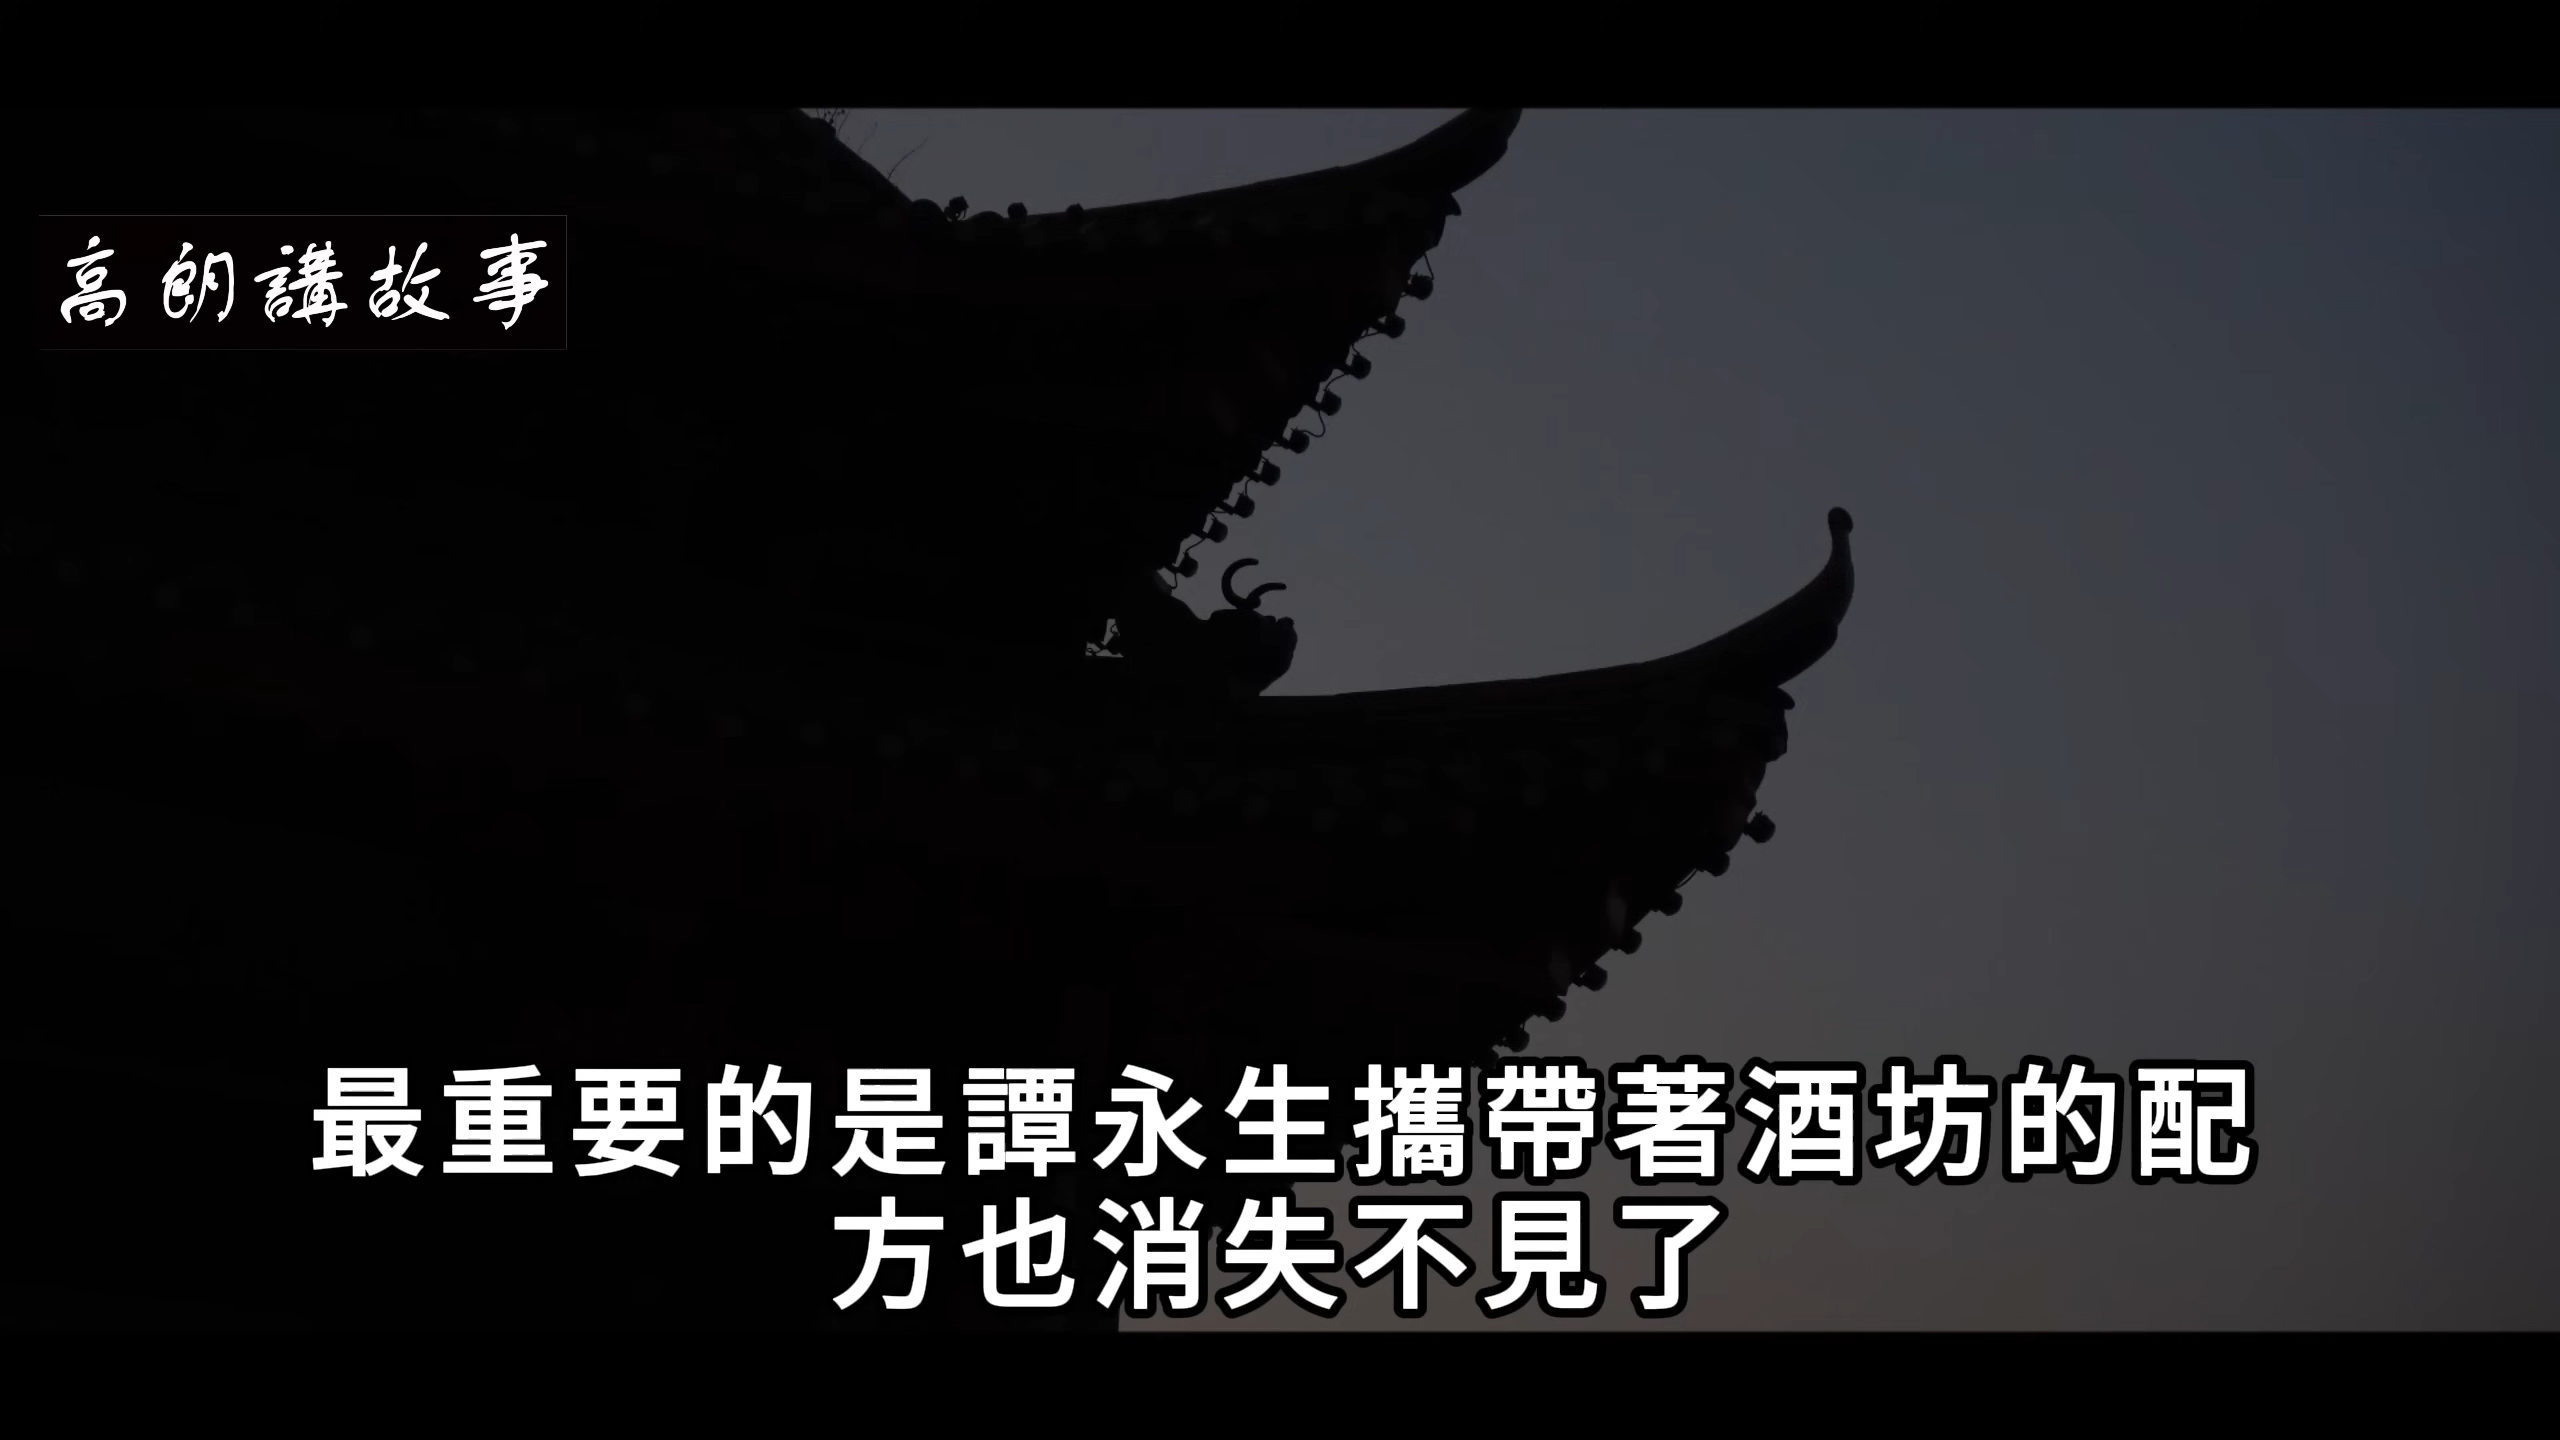 高朗講故事
最重要的是譚永生攜帶著酒坊的配
方也消失不見了